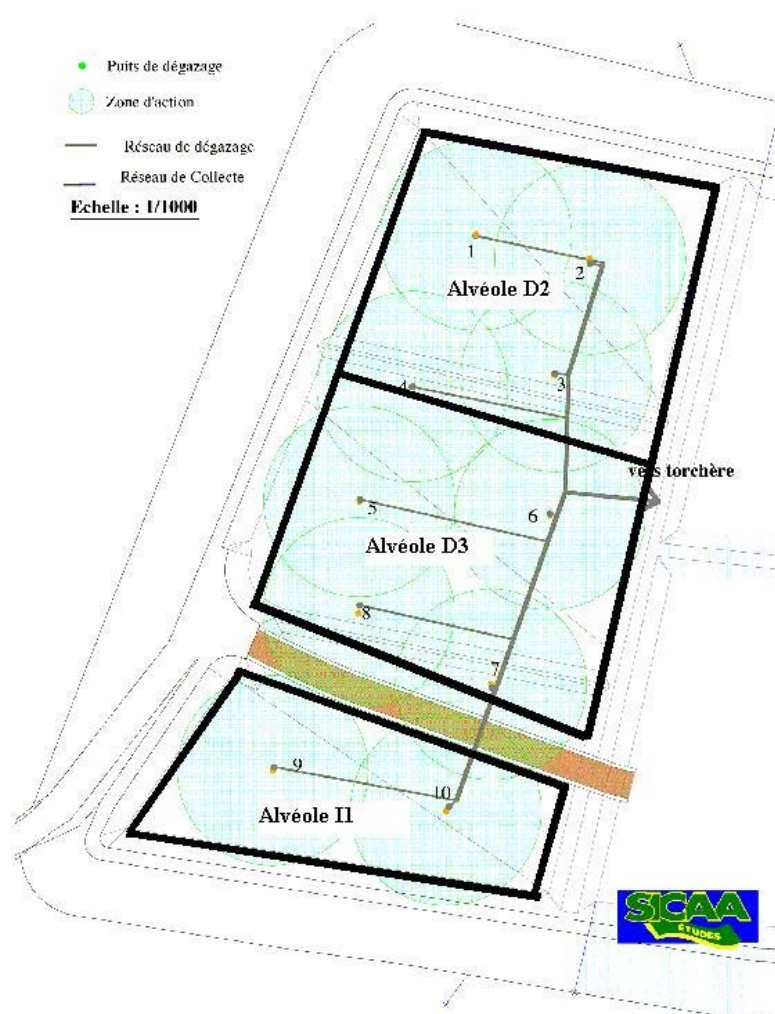 Puits de dégazage
Zone d'action
Réseau de dégazage
Réseau de Collecte
Echelle : 1/1000
1
2
Alvéole D2
3
4
vers torchère
5
6
Alvéole D3
8
7
9
10
Alvéole I1
SICAA
ÉTUDES